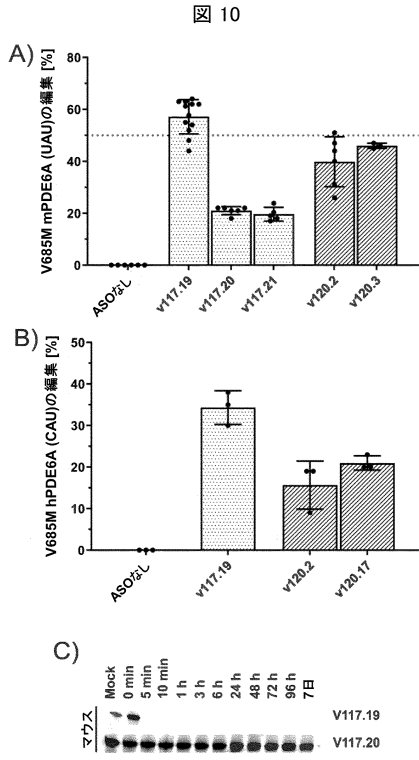 図 10
A)
V685M mPDE6A (UAU)の編集 [%]
80
60
40
20
0
ASOなし
v117.19
v117.20
v117.21
v120.2
v120.3
B)
V685M hPDE6A (CAU)の編集 [%]
50
40
30
20
10
0
ASOなし
v117.19
v120.2
v120.17
C)
Mock
0 min
5 min
10 min
1 h
3 h
6 h
24 h
48 h
72 h
96 h
7日
マウス
V117.19
V117.20